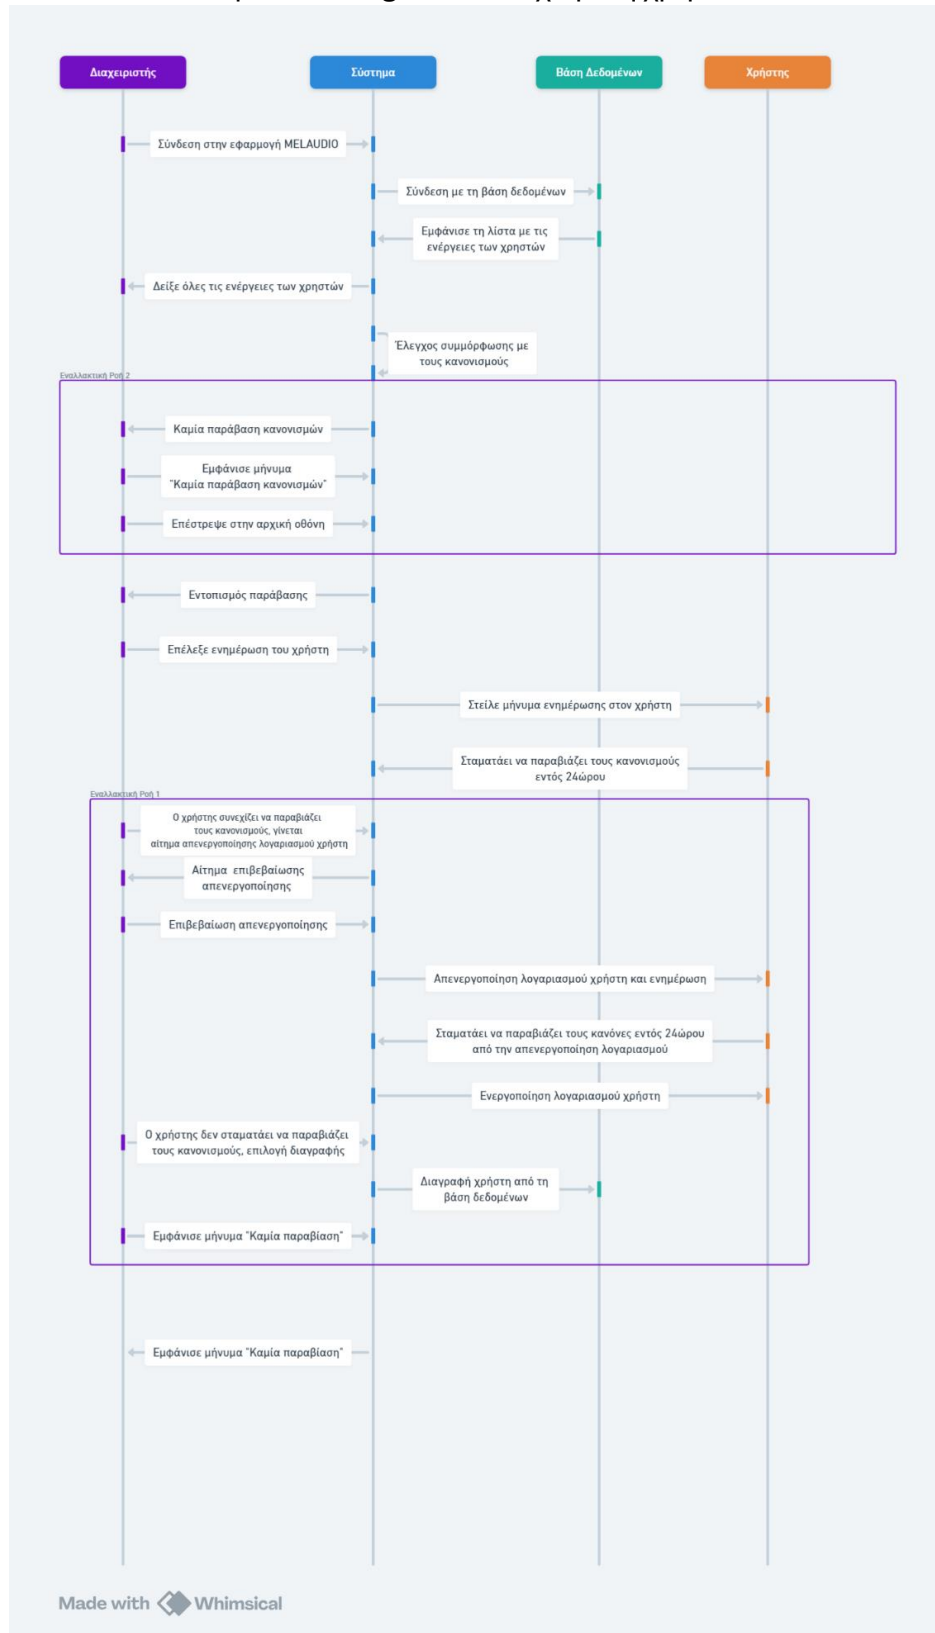 Διαχειριστής
Σύστημα
Βάση Δεδομένων
Χρήστης
Σύνδεση στην εφαρμογή MELAUDIO
Σύνδεση με τη βάση δεδομένων
Εμφάνισε τη λίστα με τις
ενέργειες των χρηστών
Δείξε όλες τις ενέργειες των χρηστών
Έλεγχος συμμόρφωσης με
τους κανονισμούς
Εναλλακτική Ροή 2
Καμία παράβαση κανονισμών
Εμφάνισε μήνυμα
"Καμία παράβαση κανονισμών"
Επέστρεψε στην αρχική οθόνη
Εντοπισμός παράβασης
Επέλεξε ενημέρωση του χρήστη
Στείλε μήνυμα ενημέρωσης στον χρήστη
Σταματάει να παραβιάζει τους κανονισμούς
εντός 24ώρου
Εναλλακτική Ροή 1
Ο χρήστης συνεχίζει να παραβιάζει
τους κανονισμούς, γίνεται
αίτημα απενεργοποίησης λογαριασμού χρήστη
Αίτημα επιβεβαίωσης
απενεργοποίησης
Επιβεβαίωση απενεργοποίησης
Απενεργοποίηση λογαριασμού χρήστη και ενημέρωση
Σταματάει να παραβιάζει τους κανόνες εντός 24ώρου
από την απενεργοποίηση λογαριασμού
Ενεργοποίηση λογαριασμού χρήστη
Ο χρήστης δεν σταματάει να παραβιάζει
τους κανονισμούς, επιλογή διαγραφής
Διαγραφή χρήστη από τη
βάση δεδομένων
Εμφάνισε μήνυμα "Καμία παραβίαση"
Εμφάνισε μήνυμα "Καμία παραβίαση"
Made with Whimsical